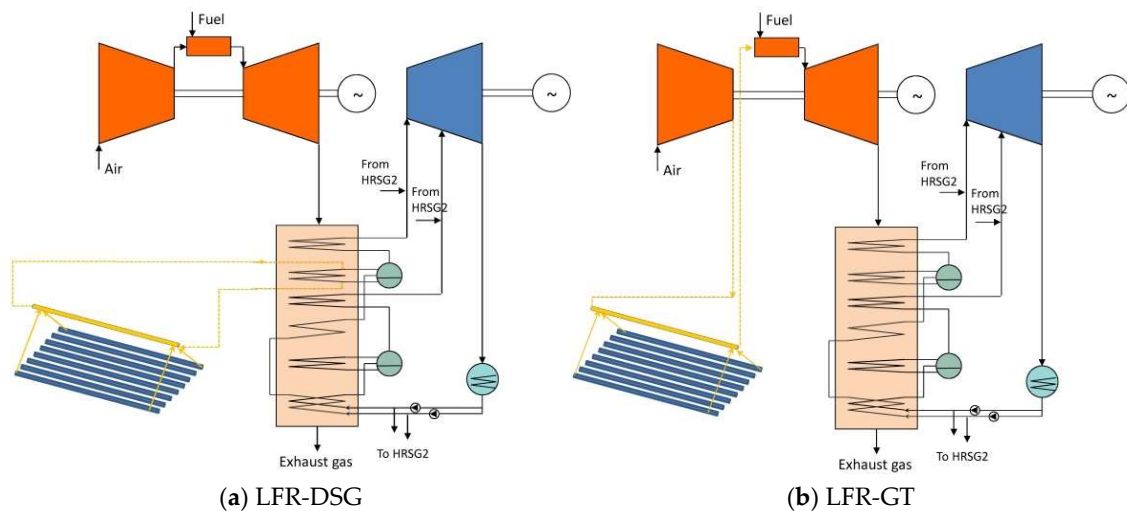 Fuel
~
~
Air
From
HRSG2
From
HRSG2
Exhaust gas
To HRSG2
(a) LFR-DSG
Fuel
~
~
Air
From
HRSG2
From
HRSG2
Exhaust gas
To HRSG2
(b) LFR-GT